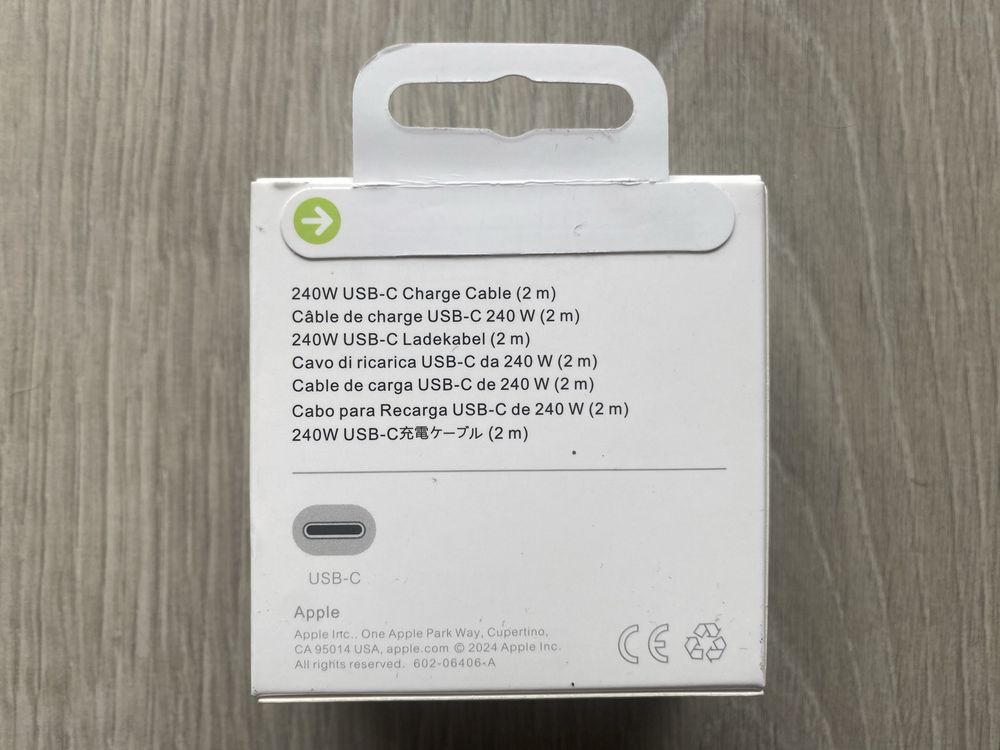 240W USB-C Charge Cable (2 m)
Câble de charge USB-C 240 W (2 m)
240W USB-C Ladekabel (2 m)
Cavo di ricarica USB-C da 240 W (2 m)
Cable de carga USB-C de 240 W (2 m)
Cabo para Recarga USB-C de 240 W (2 m)
240W USB-C充電ケーブル (2 m)
USB-C
Apple
Apple Inc.. One Apple Park Way, Cupertino,
CA 95014 USA, apple.com © 2024 Apple Inc.
All rights reserved. 602-06406-A
CE